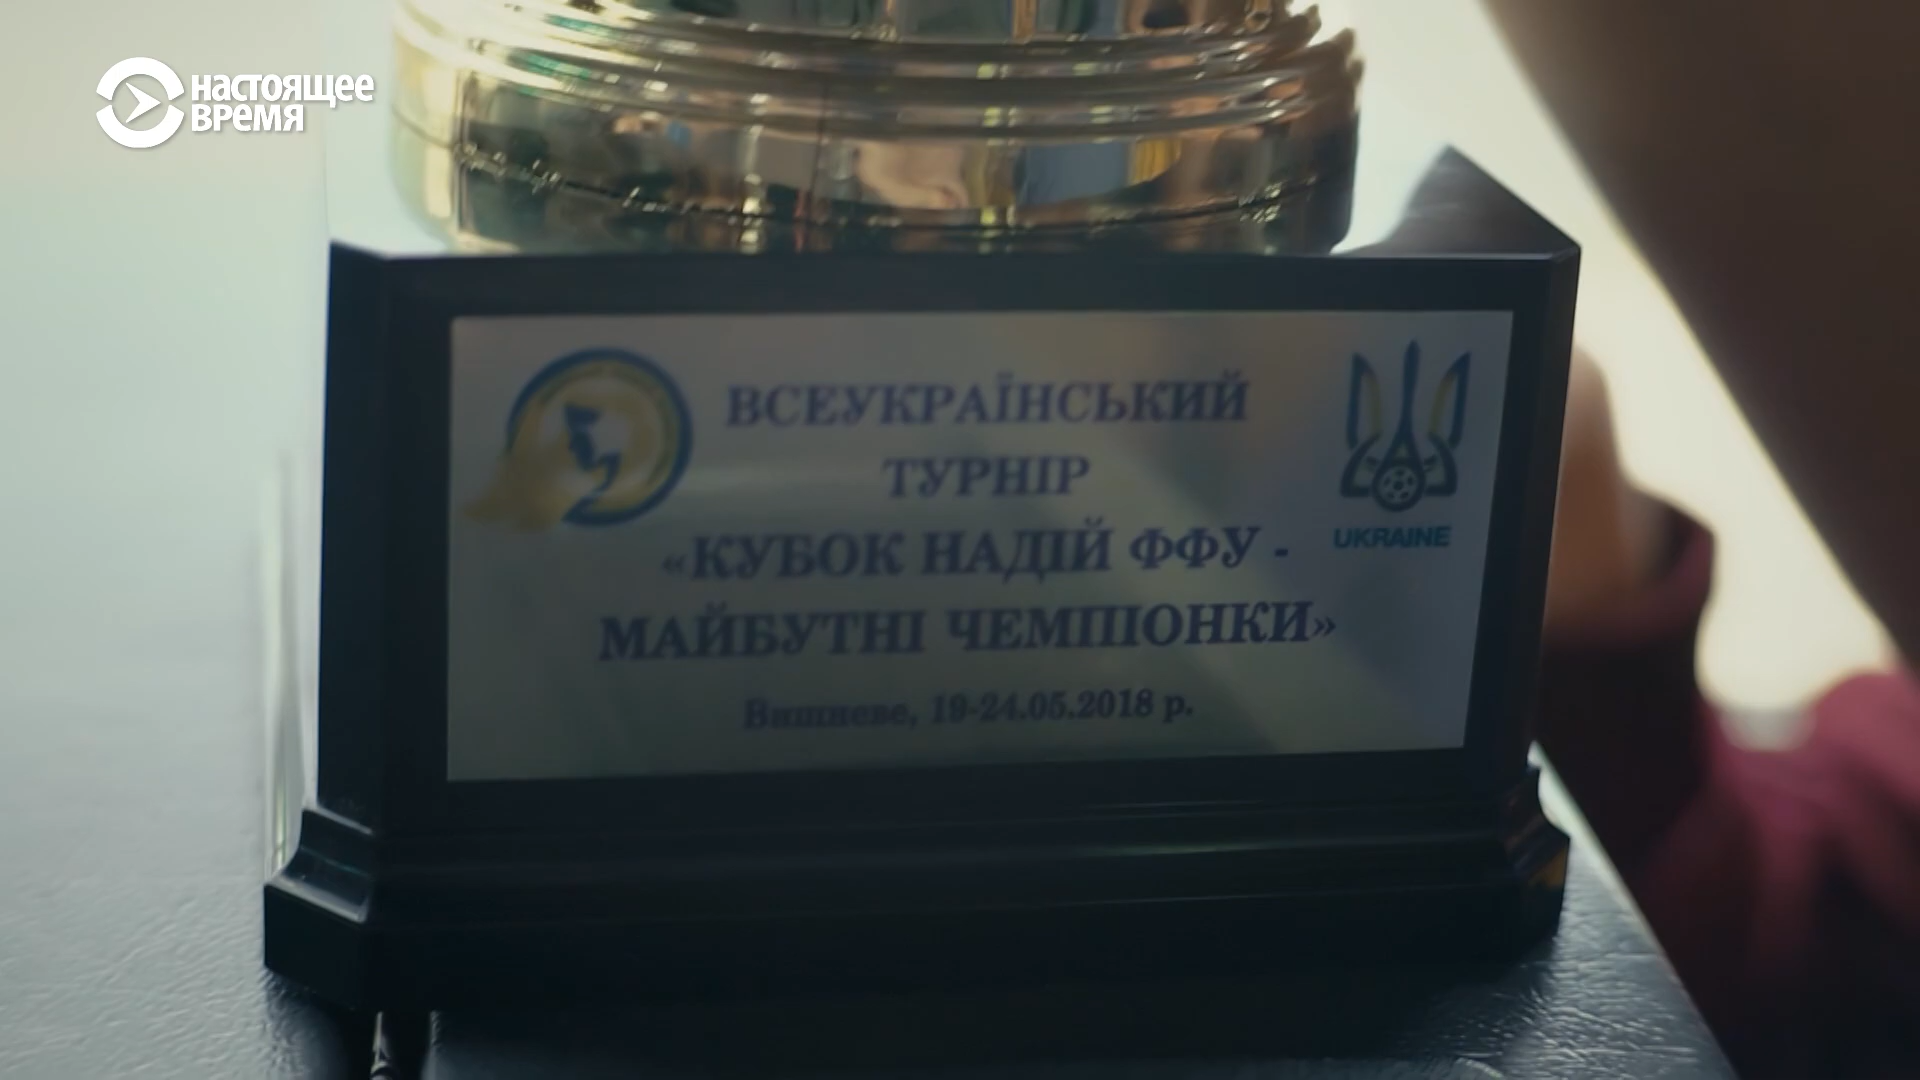 НАСТОЯЩЕЕ
ВРЕМЯ
ВСЕУКРАЇНСЬКИЙ
ТУРНІР
«КУБОК НАДІЙ ФФУ -
МАЙБУТНІ ЧЕМПІОНКИ»
UKRAINE
Вишневе, 19-24.05.2018 р.